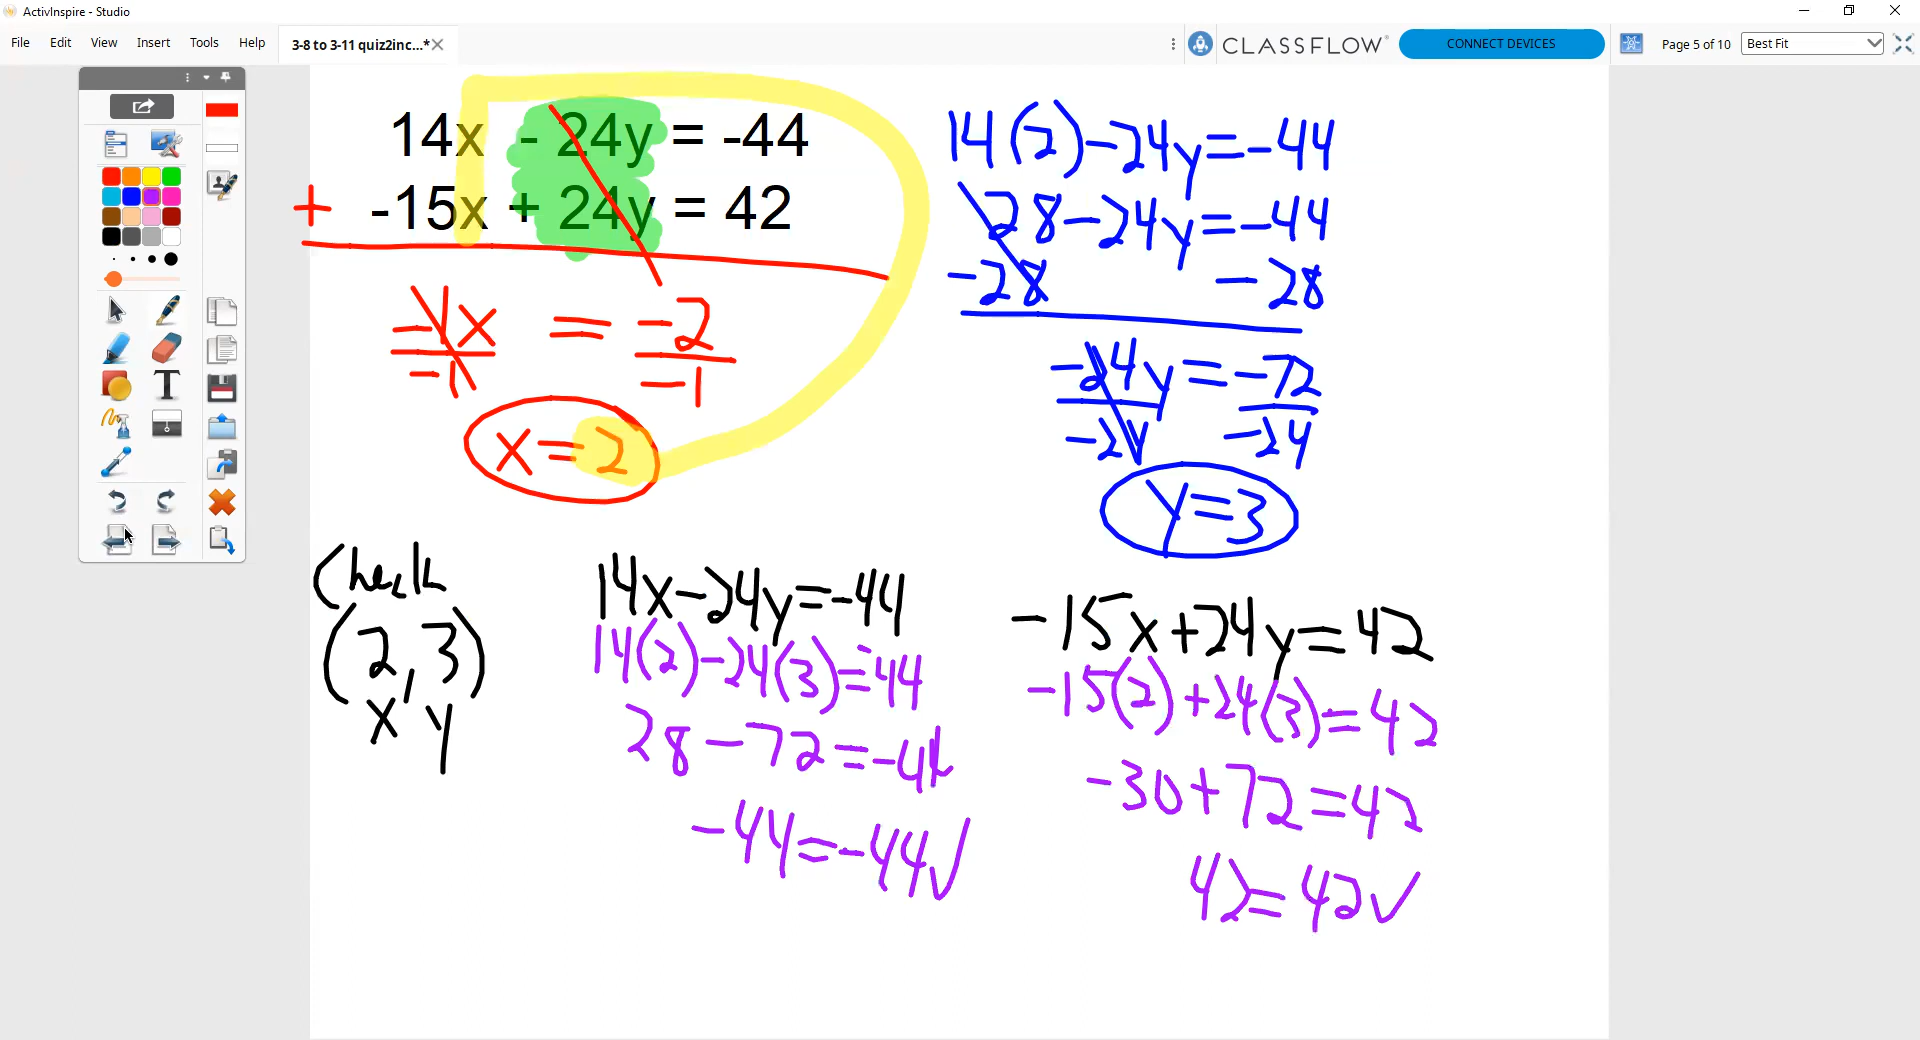 ActivInspire - Studio
File Edit View Insert Tools Help
3-8 to 3-11 quiz2inc...*
CLASSFLOW
CONNECT DEVICES
Page 5 of 10
Best Fit
14x - 24y = -44
+ -15x + 24y = 42
-1x = -2
-1 -1
x = 2
14(2)-24y=-44
28-24y=-44
-28 -28
-24y=-72
-24 -24
y=3
Check
(2,3)
x y
14x-24y=-44
14(2)-24(3)=-44
28-72=-44
-44=-44✓
-15x+24y=42
-15(2)+24(3)=42
-30+72=42
42=42✓